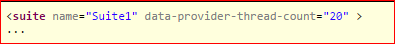 <suite name="Suite1" data-provider-thread-count="20" >
...